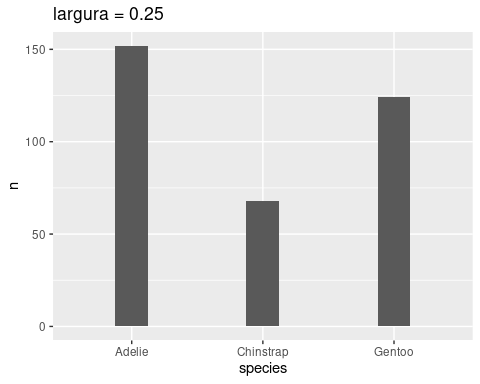 largura = 0.25
150
100
50
0
n
Adelie Chinstrap Gentoo
species